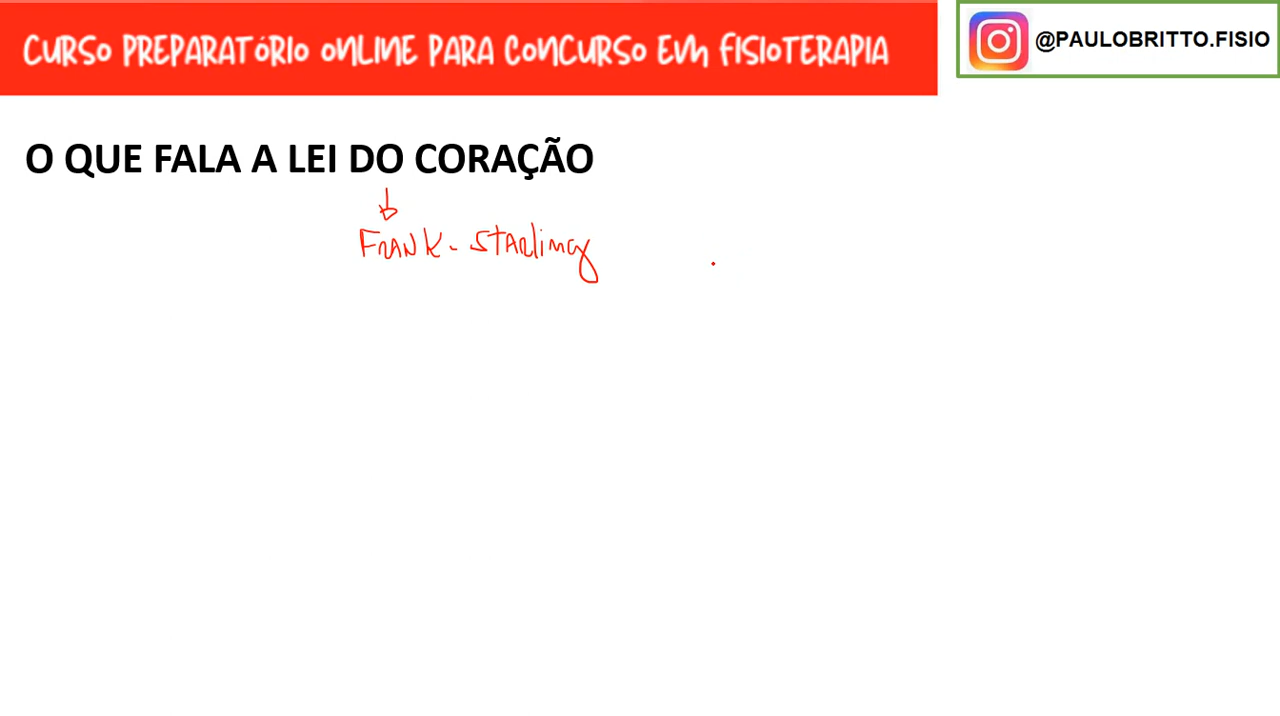 CURSO PREPARATÓRIO ONLINE PARA CONCURSO EM FISIOTERAPIA
@PAULOBRITTO.FISIO
O QUE FALA A LEI DO CORAÇÃO
FRANK-STARLING